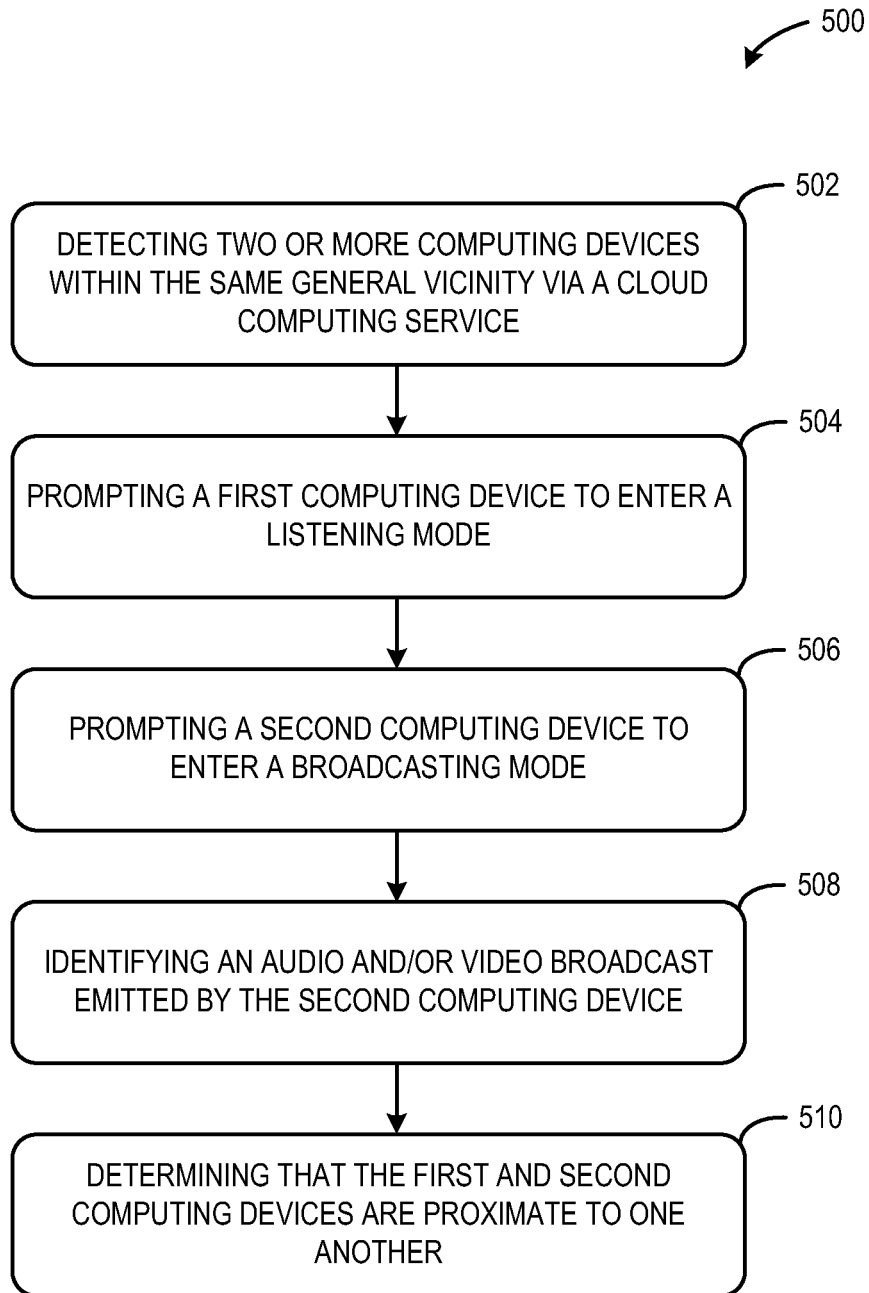 500
502
DETECTING TWO OR MORE COMPUTING DEVICES
WITHIN THE SAME GENERAL VICINITY VIA A CLOUD
COMPUTING SERVICE
504
PROMPTING A FIRST COMPUTING DEVICE TO ENTER A
LISTENING MODE
506
PROMPTING A SECOND COMPUTING DEVICE TO
ENTER A BROADCASTING MODE
508
IDENTIFYING AN AUDIO AND/OR VIDEO BROADCAST
EMITTED BY THE SECOND COMPUTING DEVICE
510
DETERMINING THAT THE FIRST AND SECOND
COMPUTING DEVICES ARE PROXIMATE TO ONE
ANOTHER